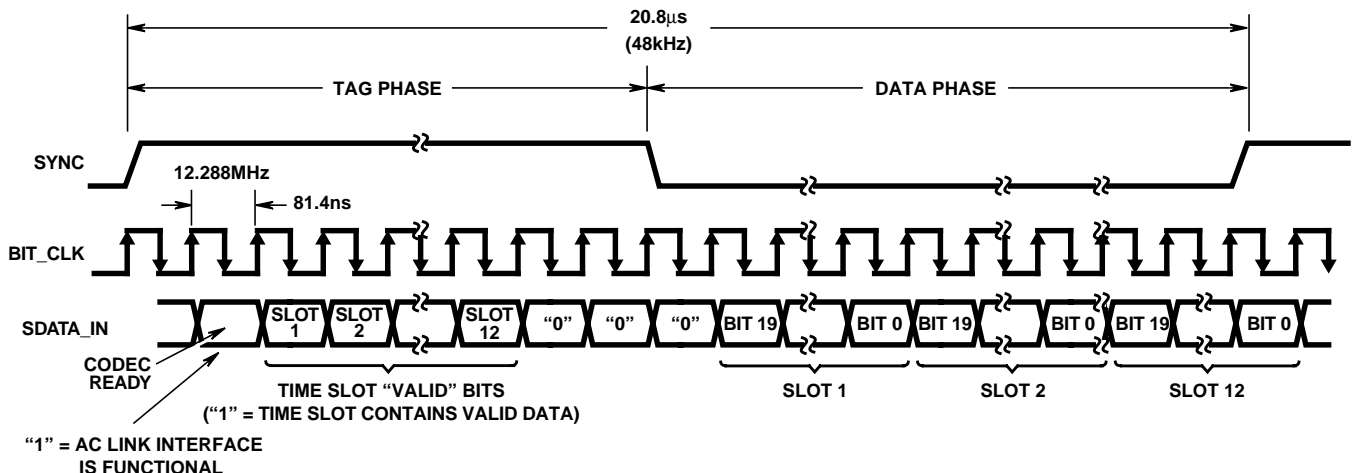 20.8μs
(48kHz)
TAG PHASE
DATA PHASE
SYNC
12.288MHz
81.4ns
BIT_CLK
SDATA_IN
SLOT 1
SLOT 2
SLOT 12
“0”
“0”
“0”
BIT 19
BIT 0
BIT 19
BIT 0
BIT 19
BIT 0
CODEC
READY
TIME SLOT “VALID” BITS
(“1” = TIME SLOT CONTAINS VALID DATA)
SLOT 1
SLOT 2
SLOT 12
“1” = AC LINK INTERFACE
IS FUNCTIONAL